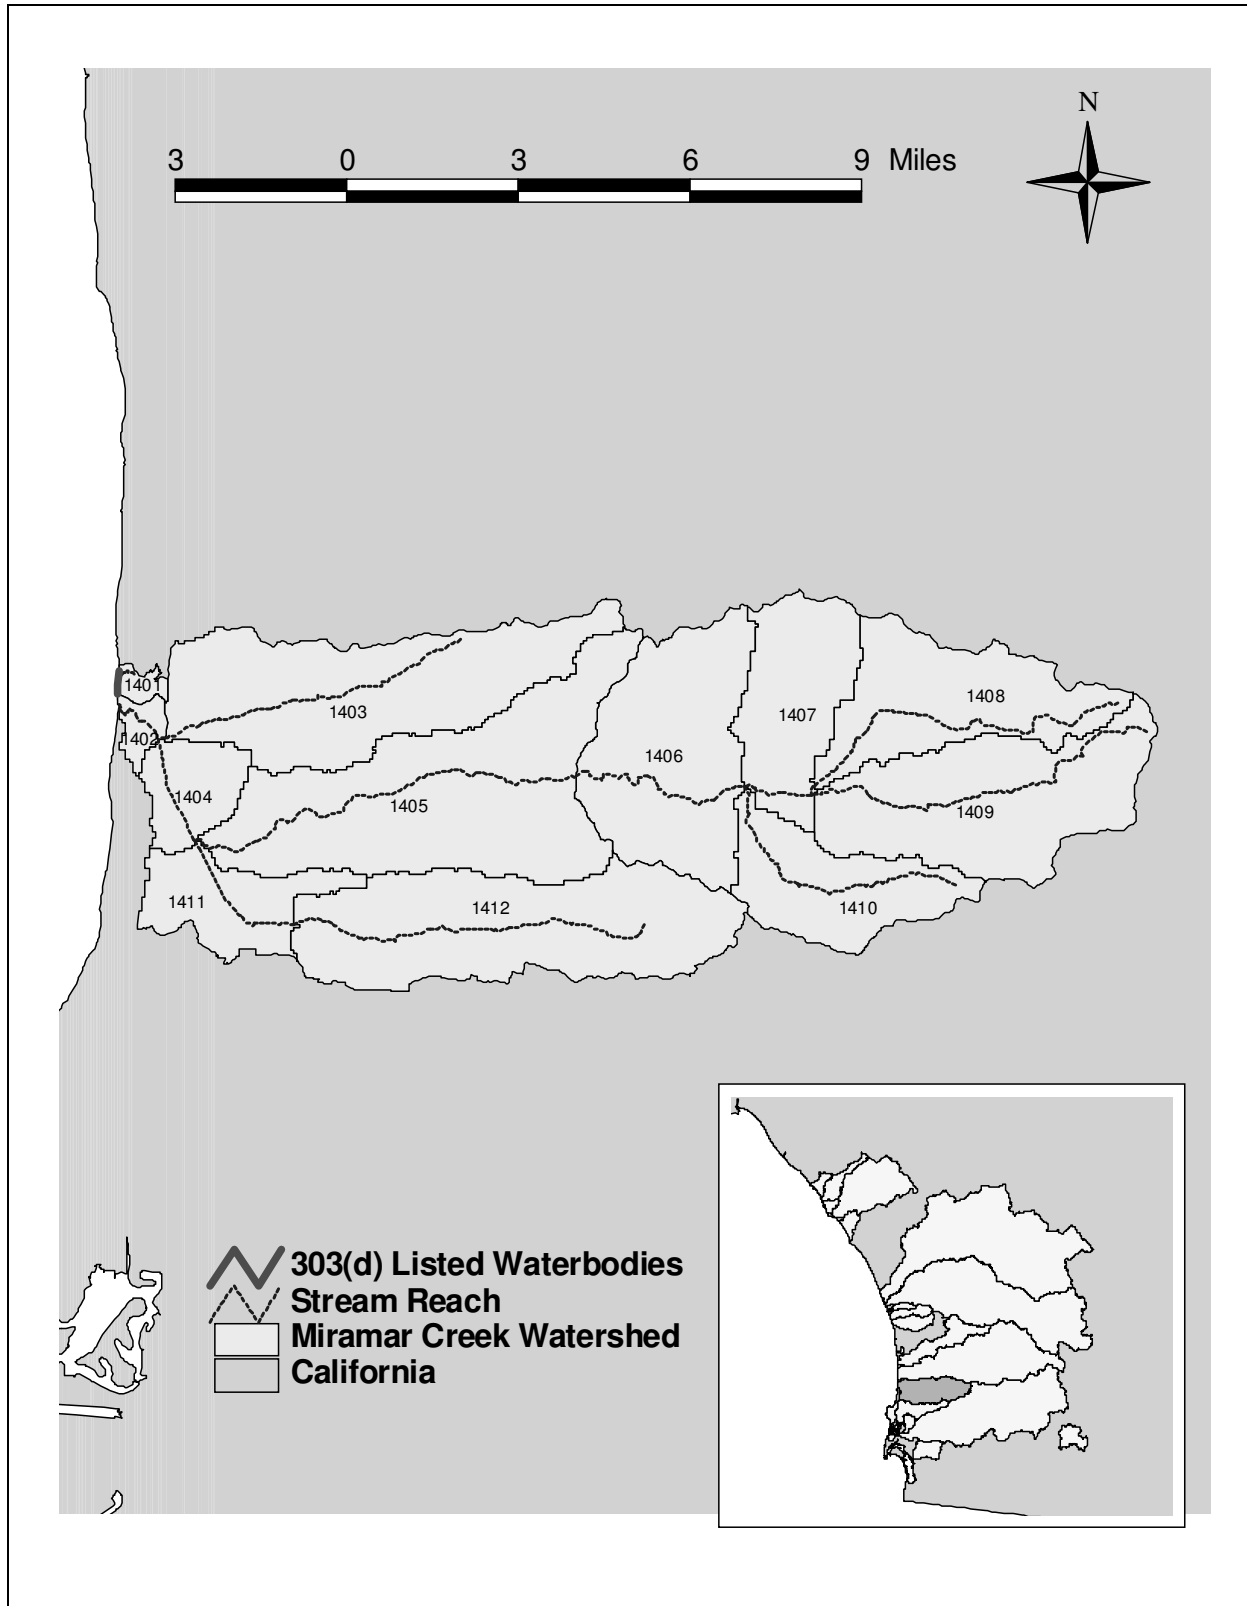 N
3 0 3 6 9 Miles
1401
1408
1403
1407
1402
1406
1404
1405
1409
1411
1412
1410
303(d) Listed Waterbodies
Stream Reach
Miramar Creek Watershed
California